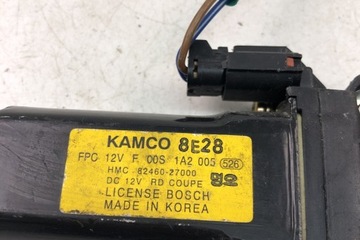 KAMCO 8E28
FPC 12V F 00S 1A2 005 526
HMC 82460-27000
DC 12V RD COUPE
LICENSE BOSCH
MADE IN KOREA